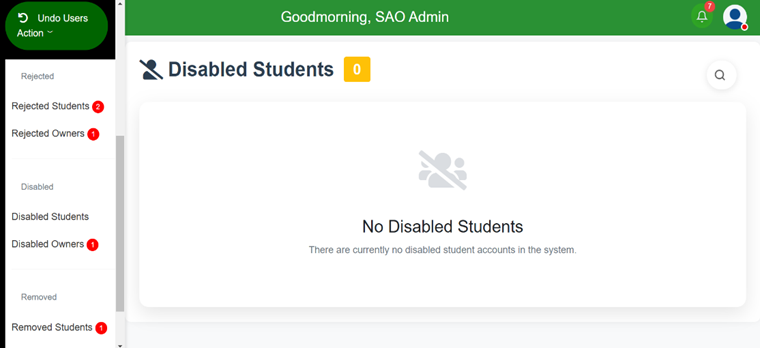 Undo Users
Action
Rejected
Rejected Students 2
Rejected Owners 1
Disabled
Disabled Students
Disabled Owners 1
Removed
Removed Students 1
Goodmorning, SAO Admin
7
Disabled Students 0
No Disabled Students
There are currently no disabled student accounts in the system.